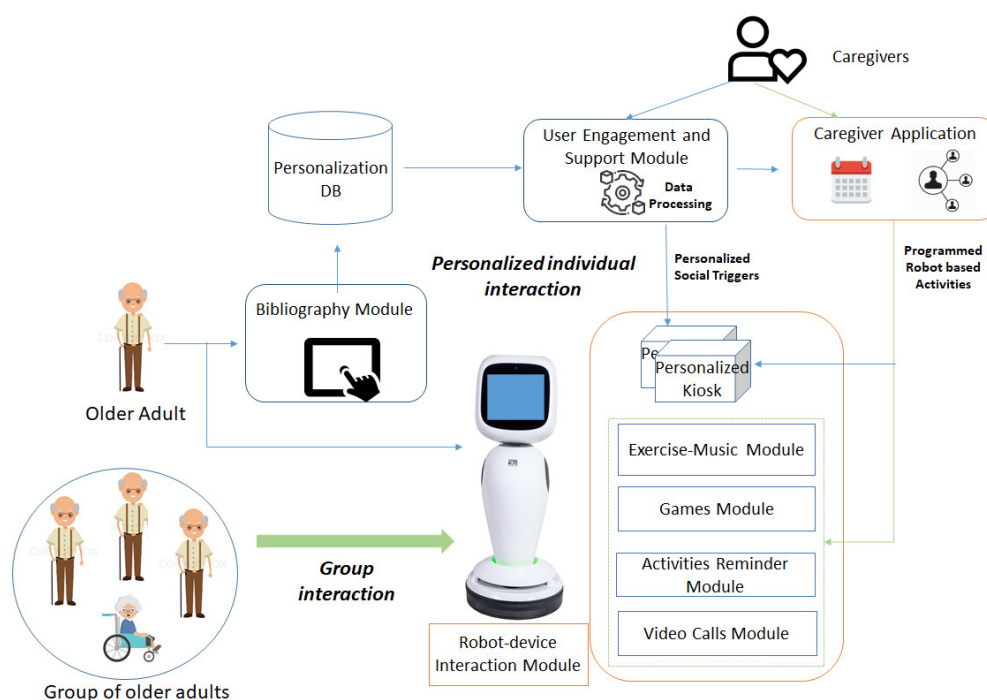 Caregivers
User Engagement and
Support Module
Data
Processing
Caregiver Application
Personalization
DB
Personalized individual
interaction
Personalized
Social Triggers
Programmed
Robot based
Activities
Bibliography Module
Older Adult
Pe
Personalized
Kiosk
Exercise-Music Module
Games Module
Activities Reminder
Module
Video Calls Module
Group
interaction
Robot-device
Interaction Module
Group of older adults